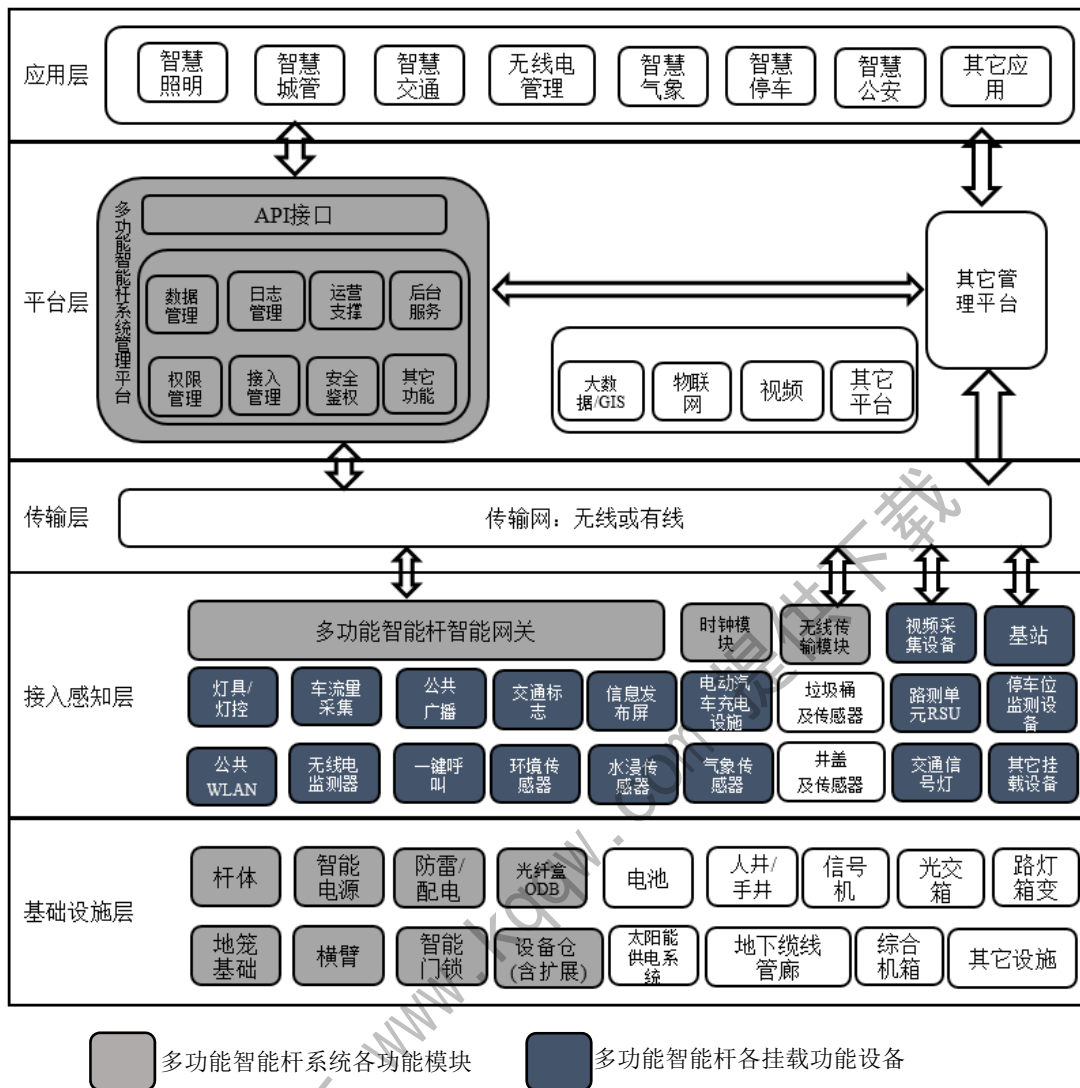 应用层
智慧
照明
智慧
城管
智慧
交通
无线电
管理
智慧
气象
智慧
停车
智慧
公安
其它应
用
平台层
多功能智能杆系统管理平台
API接口
数据
管理
日志
管理
运营
支撑
后台
服务
权限
管理
接入
管理
安全
鉴权
其它
功能
大数
据/GIS
物联
网
视频
其它
平台
其它管
理平台
传输层
传输网：无线或有线
接入感知层
多功能智能杆智能网关
时钟模
块
无线传
输模块
视频采
集设备
基站
灯具/
灯控
车流量
采集
公共
广播
交通标
志
信息发
布屏
电动汽
车充电
设施
垃圾桶
及传感器
路测单
元RSU
停车位
监测设
备
公共
WLAN
无线电
监测器
一键呼
叫
环境传
感器
水浸传
感器
气象传
感器
井盖
及传感器
交通信
号灯
其它挂
载设备
基础设施层
杆体
智能
电源
防雷/
配电
光纤盒
ODB
电池
人井/
手井
信号
机
光交
箱
路灯
箱变
地笼
基础
横臂
智能
门锁
设备仓
(含扩展)
太阳能
供电系
统
地下缆线
管廊
综合
机箱
其它设施
多功能智能杆系统各功能模块
多功能智能杆各挂载功能设备
www.kqqw.com 提供下载